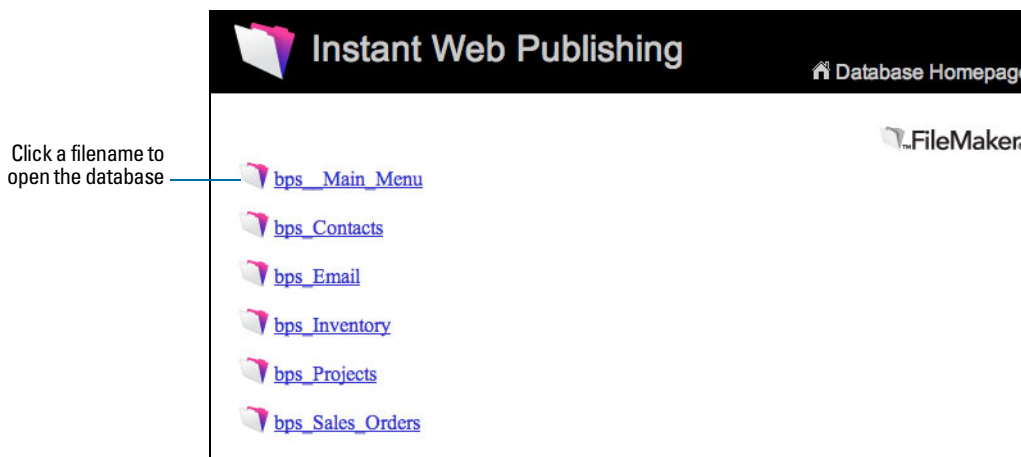 Instant Web Publishing
Database Homepage
FileMaker
Click a filename to
open the database
bps__Main_Menu
bps_Contacts
bps_Email
bps_Inventory
bps_Projects
bps_Sales_Orders